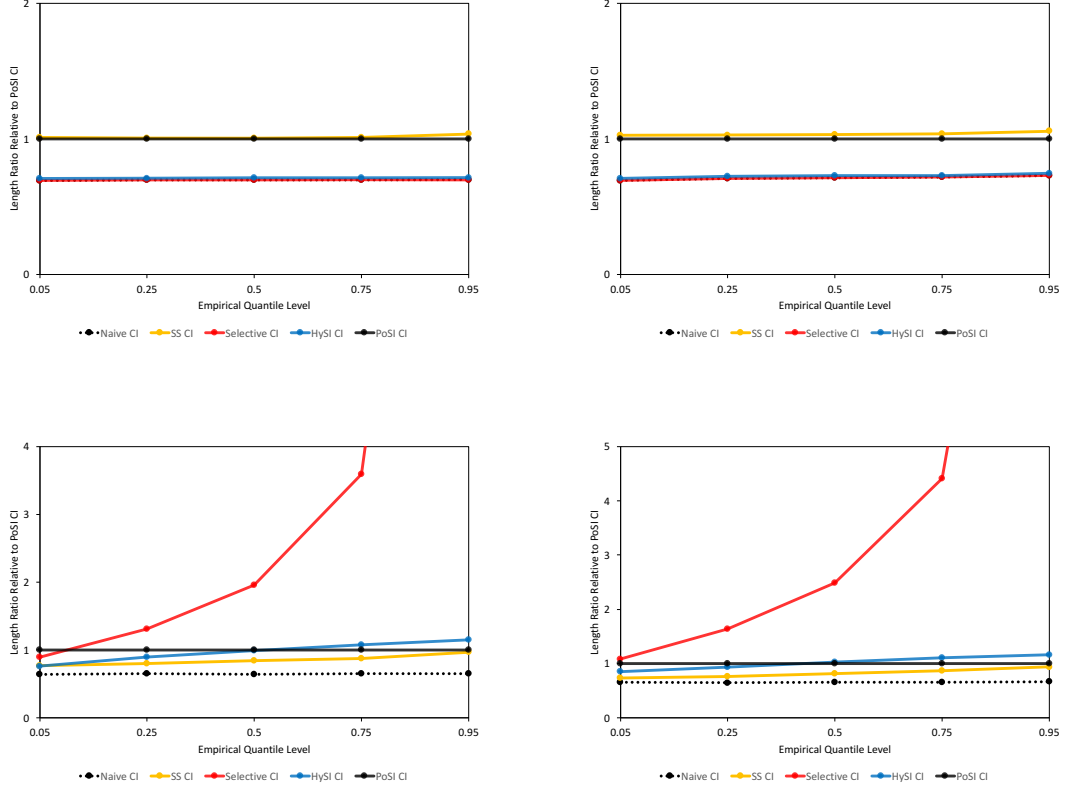 2
1
0
Length Ratio Relative to PoSI CI
0.05 0.25 0.5 0.75 0.95
Empirical Quantile Level
Naive CI SS CI Selective CI HySI CI PoSI CI
2
1
0
Length Ratio Relative to PoSI CI
0.05 0.25 0.5 0.75 0.95
Empirical Quantile Level
Naive CI SS CI Selective CI HySI CI PoSI CI
4
3
2
1
0
Length Ratio Relative to PoSI CI
0.05 0.25 0.5 0.75 0.95
Empirical Quantile Level
Naive CI SS CI Selective CI HySI CI PoSI CI
5
4
3
2
1
0
Length Ratio Relative to PoSI CI
0.05 0.25 0.5 0.75 0.95
Empirical Quantile Level
Naive CI SS CI Selective CI HySI CI PoSI CI